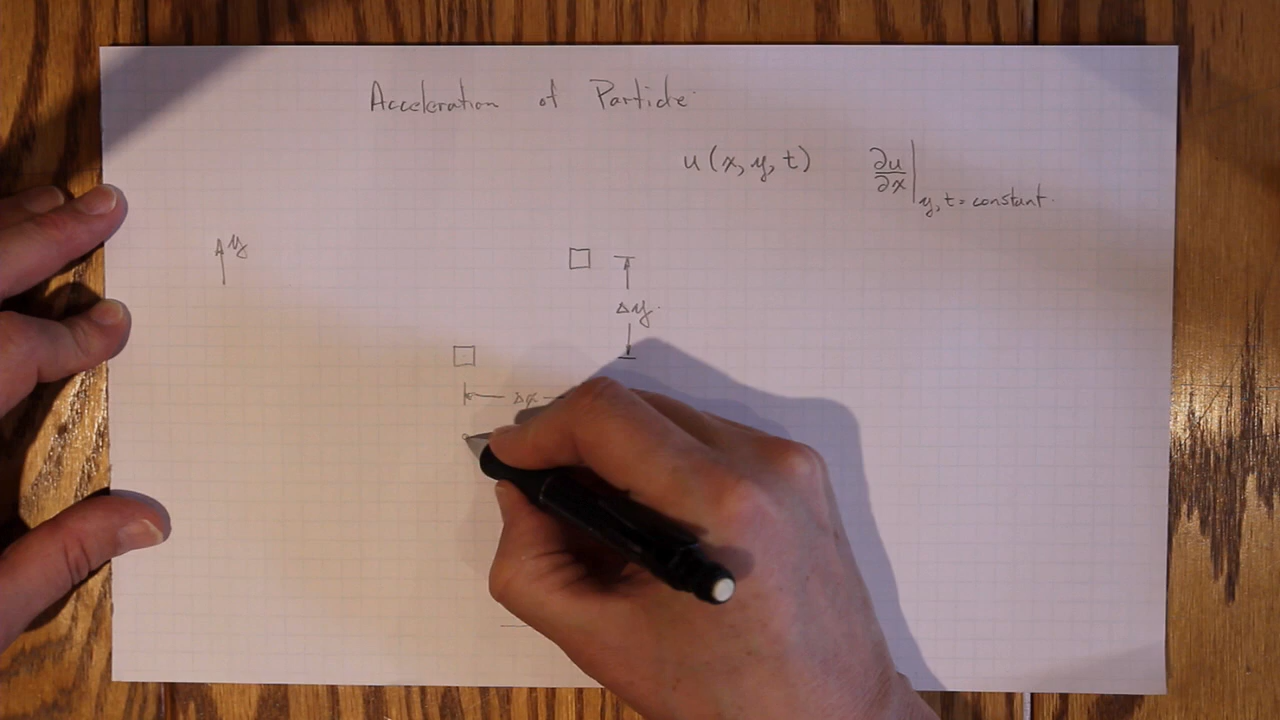 Acceleration of Particle
u(x, y, t) ∂u/∂x |y, t = constant.
y
Δy
Δx